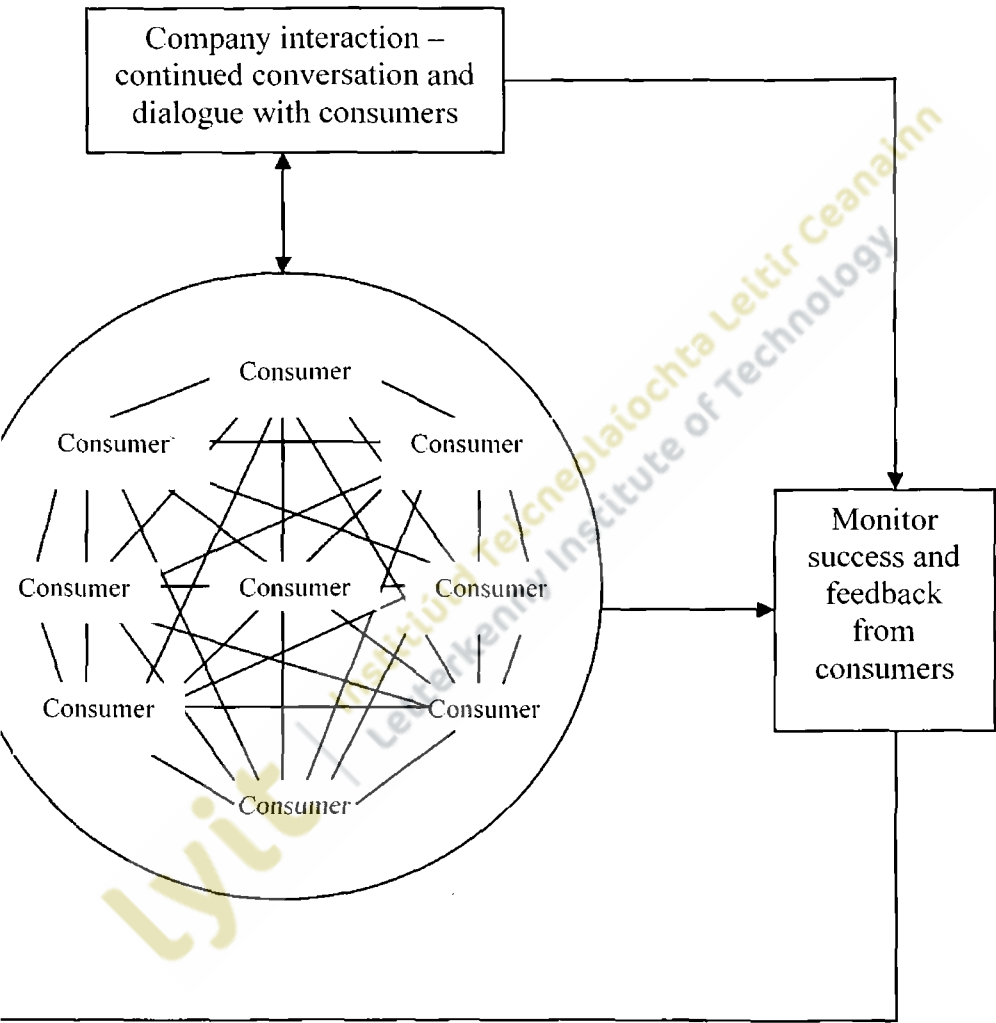 Company interaction –
continued conversation and
dialogue with consumers
Consumer
Consumer Consumer
Consumer Consumer Consumer
Consumer Consumer
Consumer
Monitor
success and
feedback
from
consumers
lyit
Institiúid Teicneolaíochta Leitir Ceanainn
Letterkenny Institute of Technology